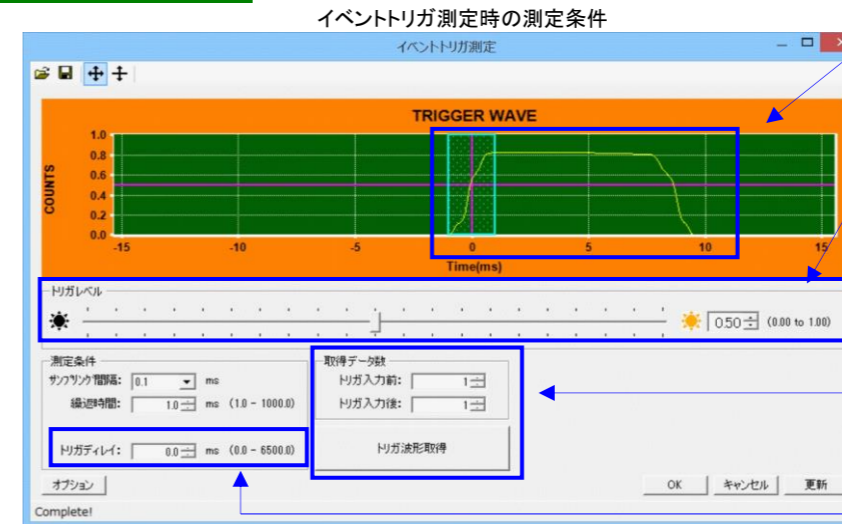 イベントトリガ測定時の測定条件
イベントトリガ測定
TRIGGER WAVE
COUNTS
1.0
0.8
0.6
0.4
0.2
0.0
-15 -10 -5 0 5 10 15
Time(ms)
トリガレベル
0.50 (0.00 to 1.00)
測定条件
サンプリング間隔: 0.1 ms
繰返時間: 1.0 ms (1.0 - 1000.0)
トリガディレイ: 0.0 ms (0.0 - 6500.0)
取得データ数
トリガ入力前: 1
トリガ入力後: 1
トリガ波形取得
オプション
OK キャンセル 更新
Complete!